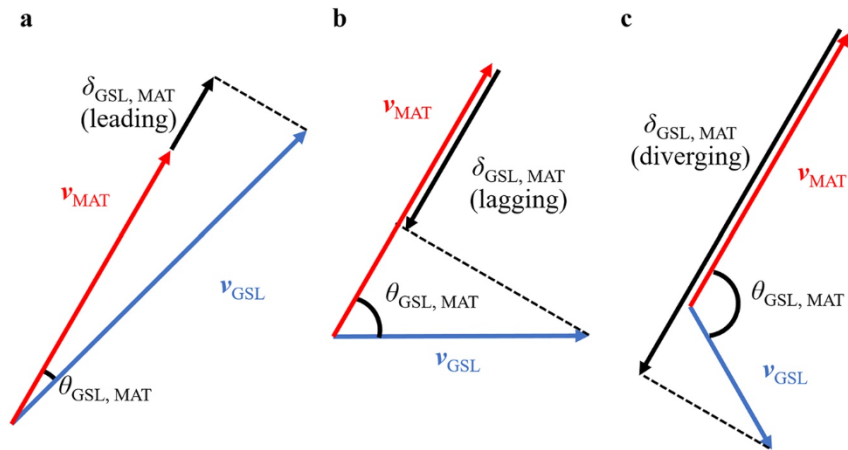 a
δGSL, MAT
(leading)
vMAT
vGSL
θGSL, MAT
b
vMAT
δGSL, MAT
(lagging)
θGSL, MAT
vGSL
c
δGSL, MAT
(diverging)
vMAT
θGSL, MAT
vGSL